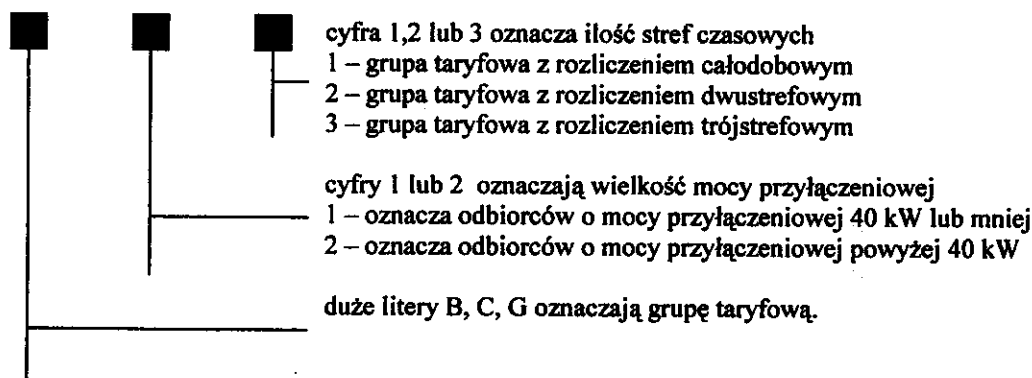 cyfra 1,2 lub 3 oznacza ilość stref czasowych
1 – grupa taryfowa z rozliczeniem całodobowym
2 – grupa taryfowa z rozliczeniem dwustrefowym
3 – grupa taryfowa z rozliczeniem trójstrefowym
cyfry 1 lub 2 oznaczają wielkość mocy przyłączeniowej
1 – oznacza odbiorców o mocy przyłączeniowej 40 kW lub mniej
2 – oznacza odbiorców o mocy przyłączeniowej powyżej 40 kW
duże litery B, C, G oznaczają grupę taryfową.